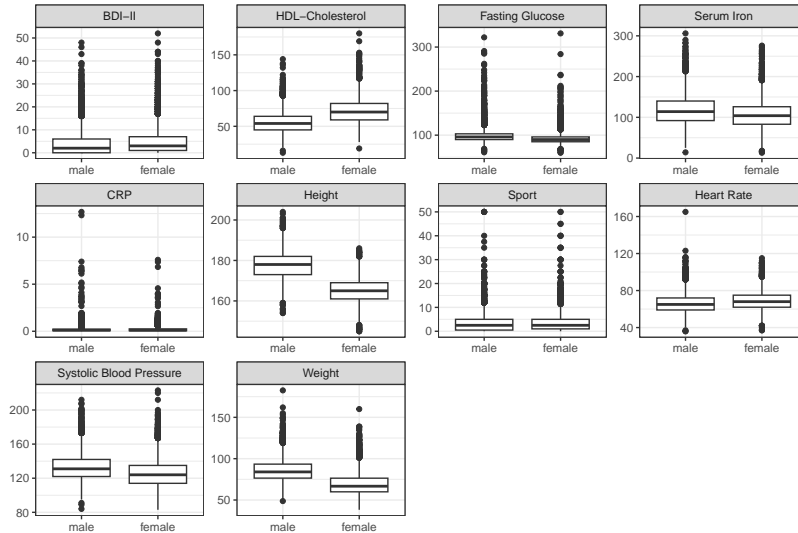 BDI−II
HDL−Cholesterol
Fasting Glucose
Serum Iron
50
40
30
20
10
0
male
female
150
100
50
male
female
300
200
100
male
female
300
200
100
0
male
female
CRP
Height
Sport
Heart Rate
10
5
0
male
female
200
180
160
male
female
50
40
30
20
10
0
male
female
160
120
80
40
male
female
Systolic Blood Pressure
Weight
200
160
120
80
male
female
150
100
50
male
female